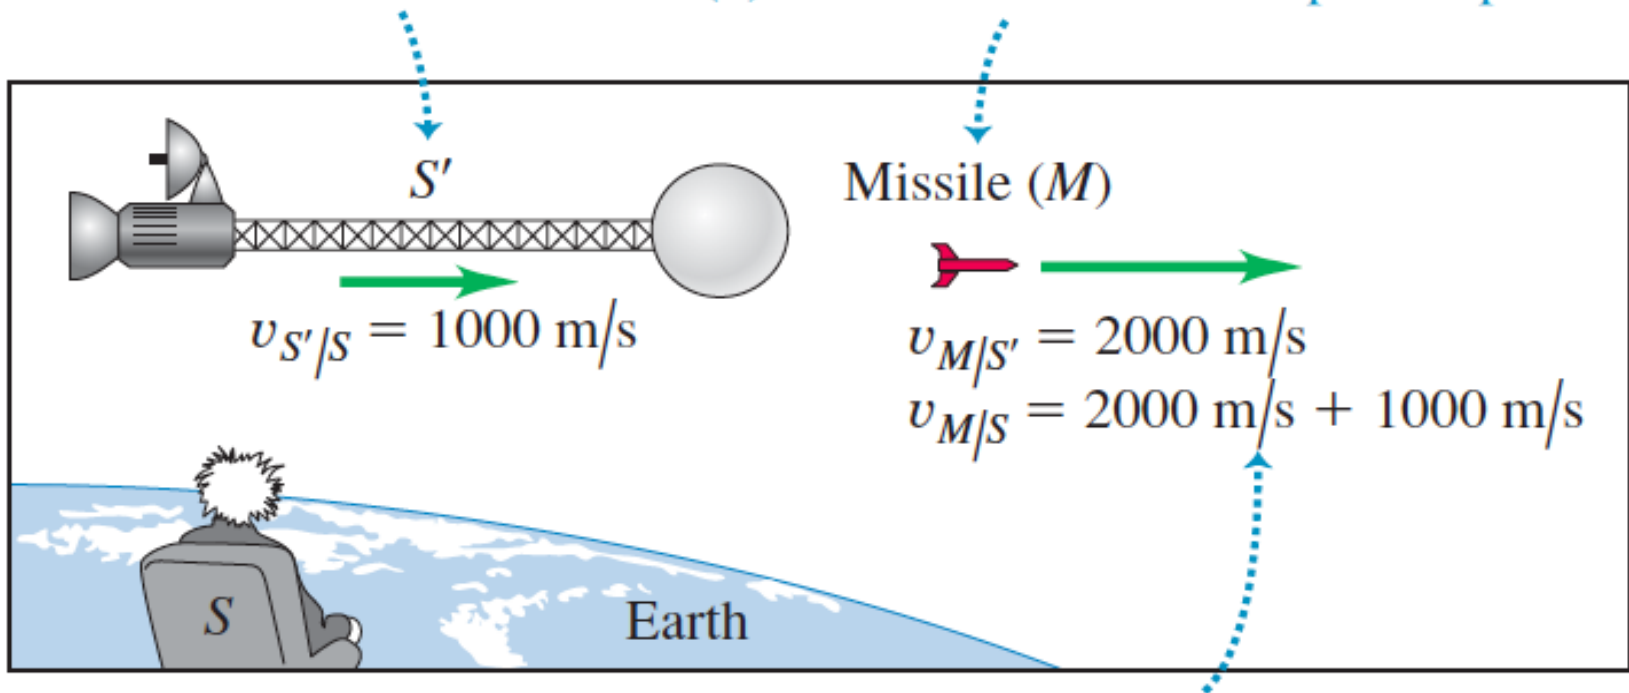 S′
Missile (M)
v_{S′/S} = 1000 m/s
v_{M/S′} = 2000 m/s
v_{M/S} = 2000 m/s + 1000 m/s
S
Earth